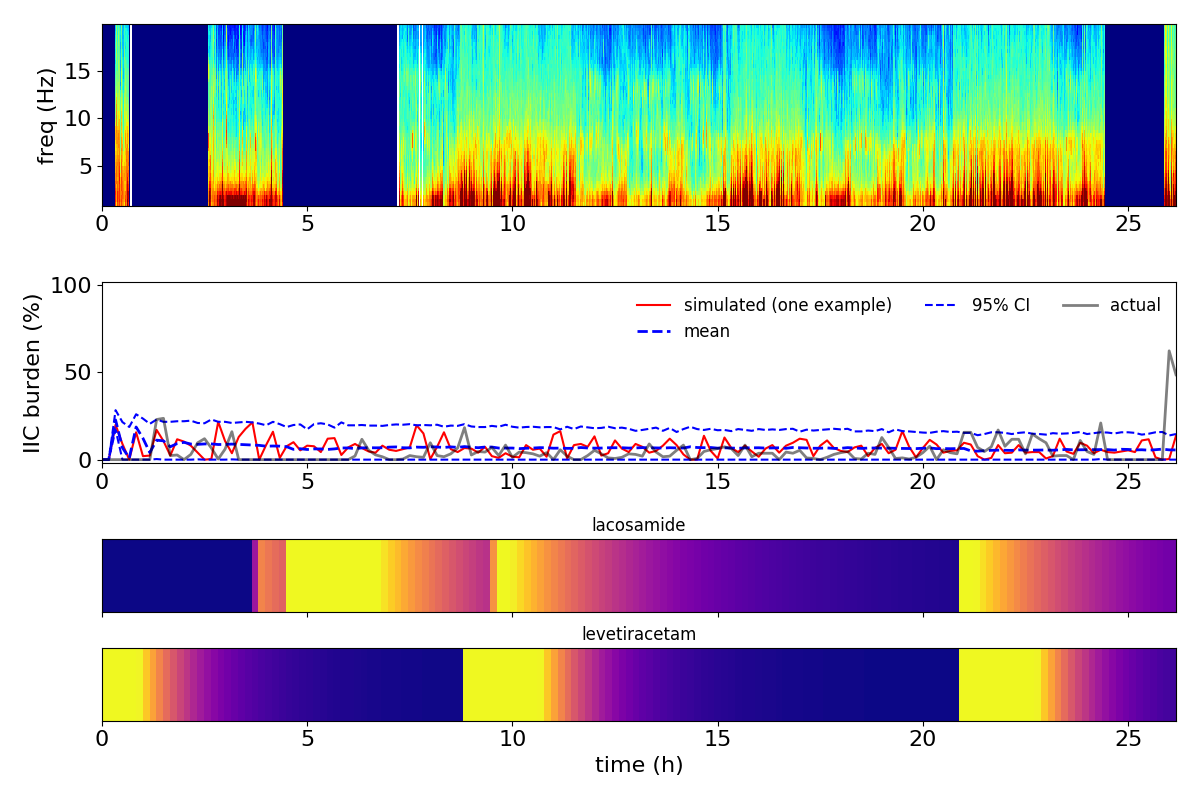 freq (Hz)
15
10
5
0 5 10 15 20 25
IIC burden (%)
100
50
0
simulated (one example)
mean
95% CI
actual
0 5 10 15 20 25
lacosamide
levetiracetam
0 5 10 15 20 25
time (h)